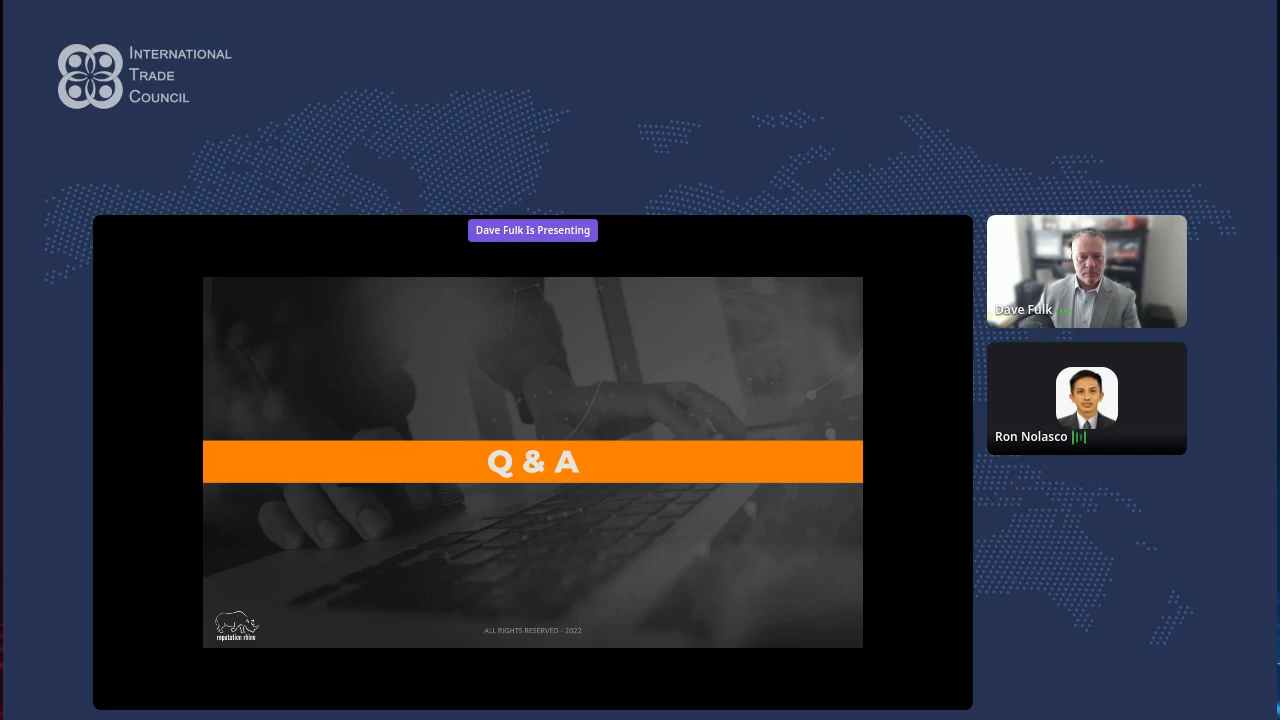 INTERNATIONAL
TRADE
COUNCIL
Dave Fulk Is Presenting
Dave Fulk
Q & A
Ron Nolasco
reputation rhino
ALL RIGHTS RESERVED - 2022